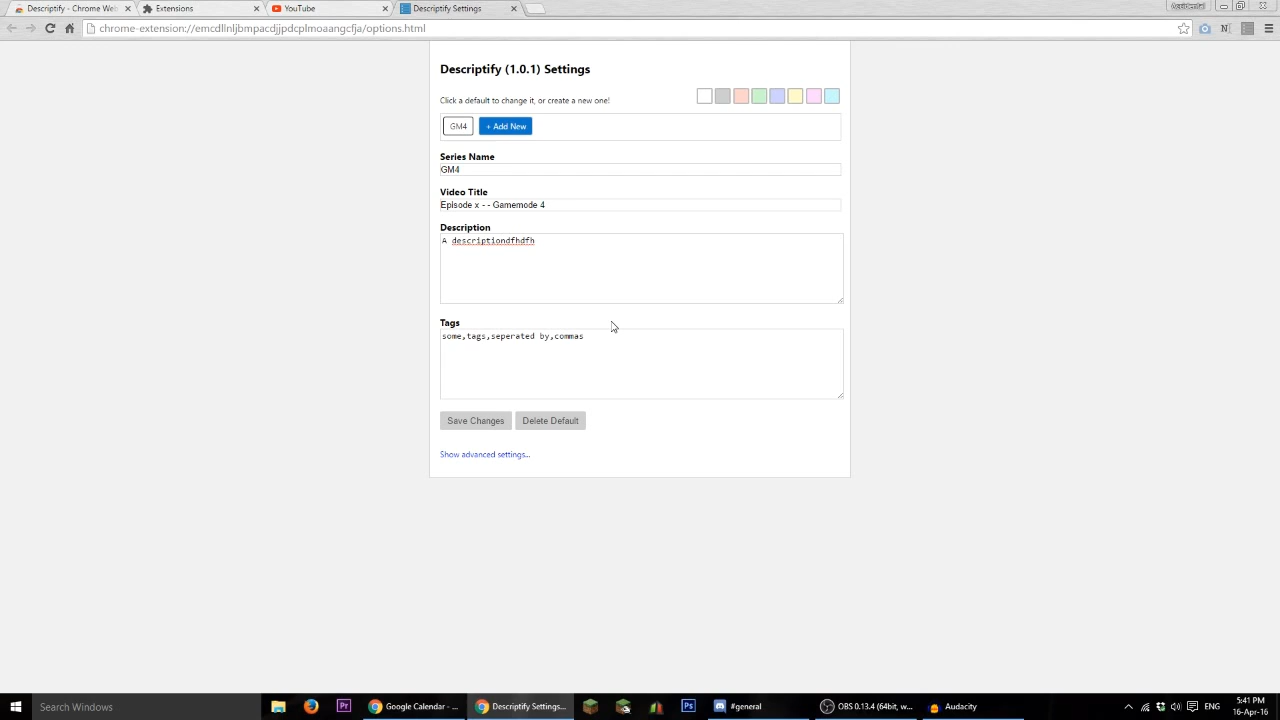 Descriptify - Chrome Web
Extensions
YouTube
Descriptify Settings
chrome-extension://emcdllnljbmpacdjjpdcplmoaangcfja/options.html
Descriptify (1.0.1) Settings
Click a default to change it, or create a new one!
GM4
+ Add New
Series Name
GM4
Video Title
Episode x - - Gamemode 4
Description
A descriptiondfhdfh
Tags
some,tags,seperated by,commas
Save Changes
Delete Default
Show advanced settings...
Search Windows
Pr
Google Calendar - ...
Descriptify Settings...
Ps
#general
OBS 0.13.4 (64bit, w...
Audacity
ENG
5:41 PM
16-Apr-16